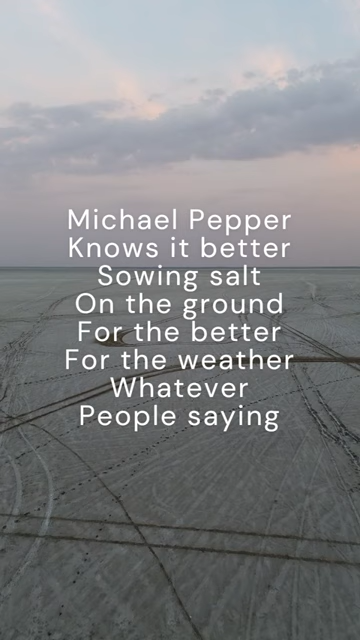 Michael Pepper
Knows it better
Sowing salt
On the ground
For the better
For the weather
Whatever
People saying